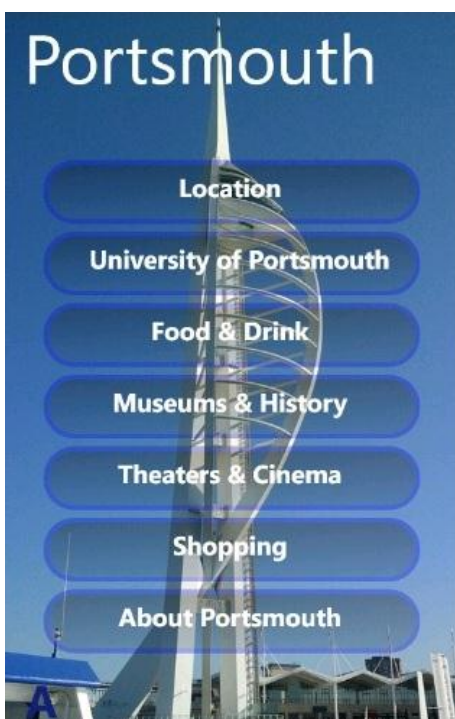 Portsmouth
Location
University of Portsmouth
Food & Drink
Museums & History
Theaters & Cinema
Shopping
About Portsmouth
A